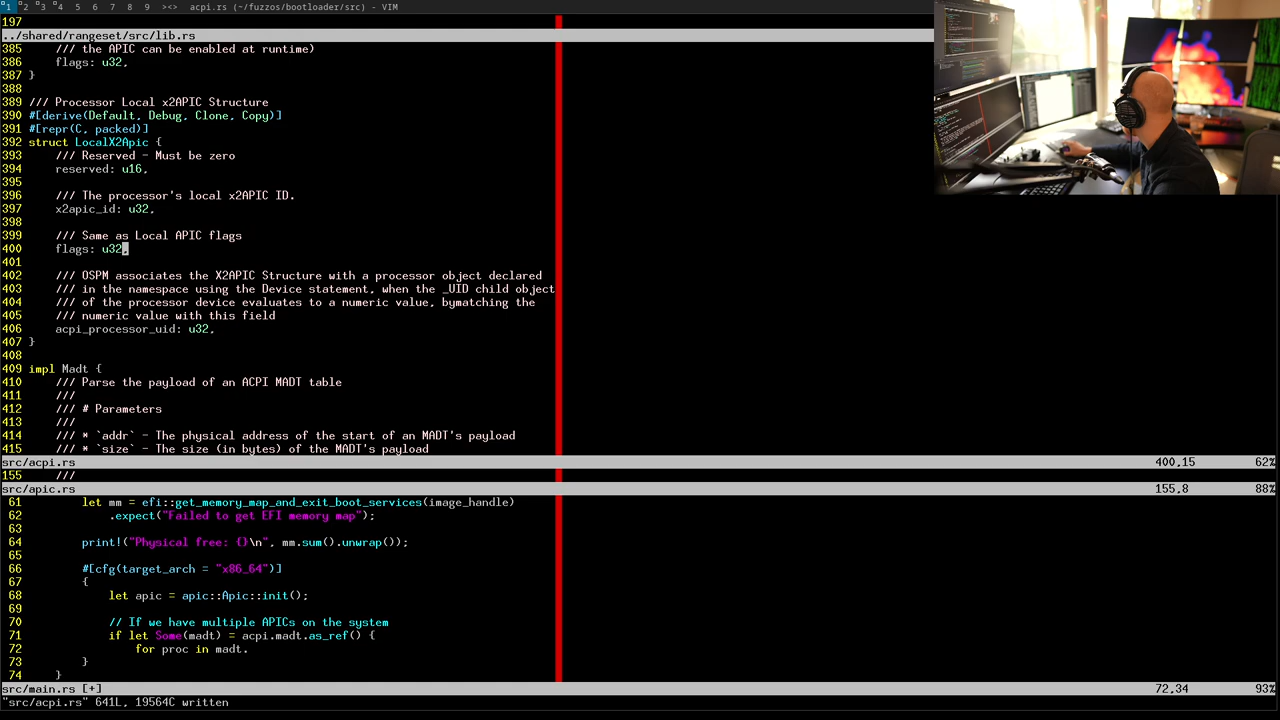 1 2 3 4 5 6 7 8 9 ><> acpi.rs (~/fuzzos/bootloader/src) - VIM
197
../shared/rangeset/src/lib.rs
385     /// the APIC can be enabled at runtime)
386     flags: u32,
387 }
388
389 /// Processor Local x2APIC Structure
390 #[derive(Default, Debug, Clone, Copy)]
391 #[repr(C, packed)]
392 struct LocalX2Apic {
393     /// Reserved - Must be zero
394     reserved: u16,
395
396     /// The processor's local x2APIC ID.
397     x2apic_id: u32,
398
399     /// Same as Local APIC flags
400     flags: u32,
401
402     /// OSPM associates the X2APIC Structure with a processor object declared
403     /// in the namespace using the Device statement, when the _UID child object
404     /// of the processor device evaluates to a numeric value, bymatching the
405     /// numeric value with this field
406     acpi_processor_uid: u32,
407 }
408
409 impl Madt {
410     /// Parse the payload of an ACPI MADT table
411     ///
412     /// # Parameters
413     ///
414     /// * `addr` - The physical address of the start of an MADT's payload
415     /// * `size` - The size (in bytes) of the MADT's payload
src/acpi.rs 400,15 62%
155     ///
src/apic.rs 155,8 88%
61         let mm = efi::get_memory_map_and_exit_boot_services(image_handle)
62             .expect("Failed to get EFI memory map");
63
64         print!("Physical free: {}\n", mm.sum().unwrap());
65
66         #[cfg(target_arch = "x86_64")]
67         {
68             let apic = apic::Apic::init();
69
70             // If we have multiple APICs on the system
71             if let Some(madt) = acpi.madt.as_ref() {
72                 for proc in madt.
73         }
74     }
src/main.rs [+] 72,34 93%
"src/acpi.rs" 641L, 19564C written